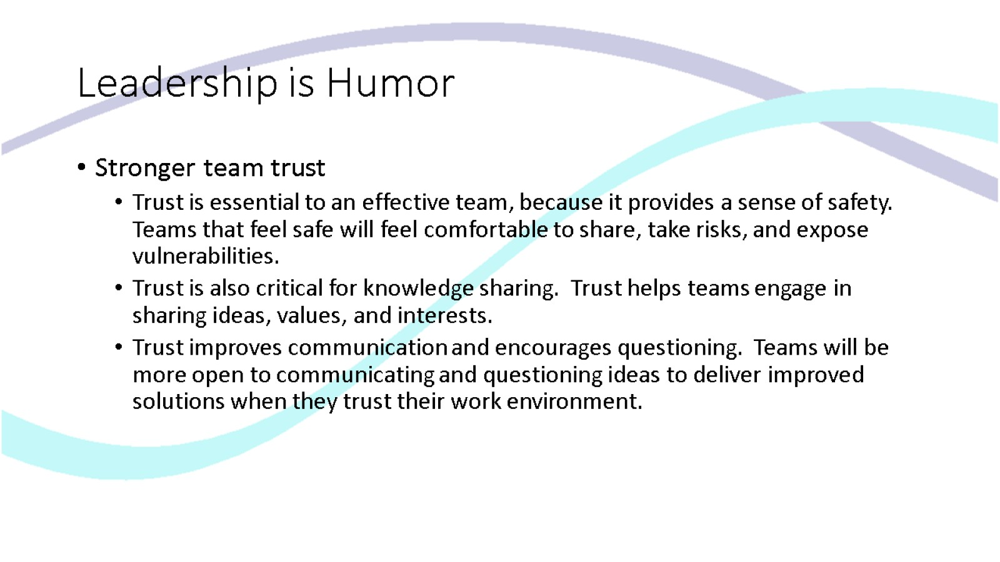 Leadership is Humor
• Stronger team trust
• Trust is essential to an effective team, because it provides a sense of safety.
Teams that feel safe will feel comfortable to share, take risks, and expose
vulnerabilities.
• Trust is also critical for knowledge sharing.  Trust helps teams engage in
sharing ideas, values, and interests.
• Trust improves communication and encourages questioning.  Teams will be
more open to communicating and questioning ideas to deliver improved
solutions when they trust their work environment.